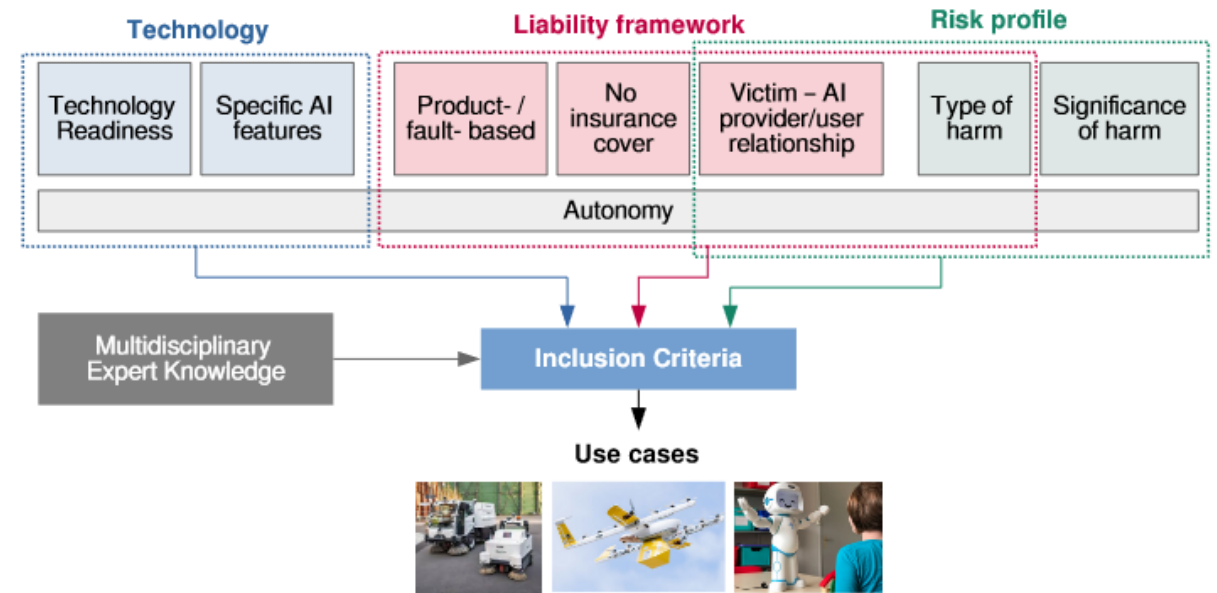 Technology
Liability framework
Risk profile
Technology
Readiness
Specific AI
features
Product- /
fault- based
No
insurance
cover
Victim – AI
provider/user
relationship
Type of
harm
Significance
of harm
Autonomy
Multidisciplinary
Expert Knowledge
Inclusion Criteria
Use cases